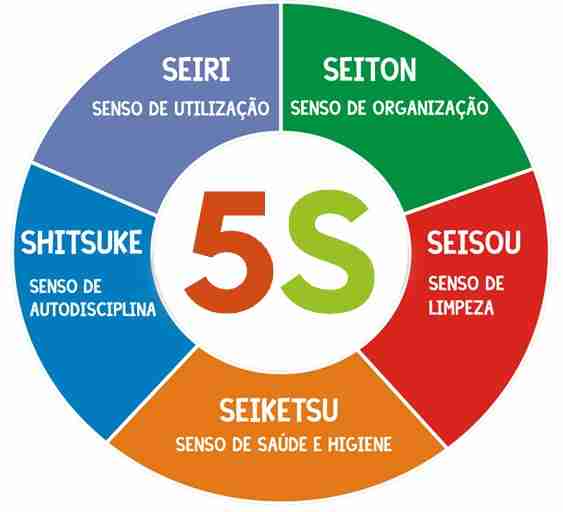 SEIRI
SENSO DE UTILIZAÇÃO
SEITON
SENSO DE ORGANIZAÇÃO
SHITSUKE
SENSO DE
AUTODISCIPLINA
5S
SEISOU
SENSO DE
LIMPEZA
SEIKETSU
SENSO DE SAÚDE E HIGIENE